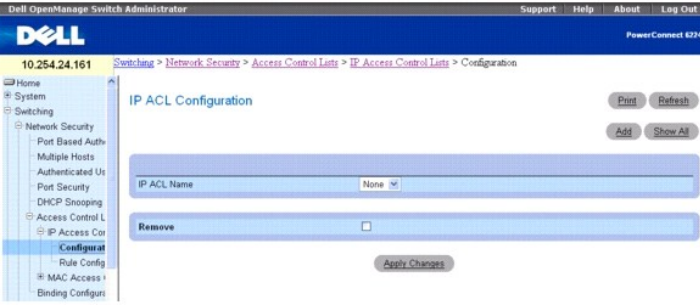 Dell OpenManage Switch Administrator Support Help About Log Out
DELL
PowerConnect 6224
10.254.24.161
Switching > Network Security > Access Control Lists > IP Access Control Lists > Configuration
Home
System
Switching
Network Security
Port Based Authe
Multiple Hosts
Authenticated Us
Port Security
DHCP Snooping
Access Control L
IP Access Cor
Configurat
Rule Config
MAC Access
Binding Configura
IP ACL Configuration
Print Refresh
Add Show All
IP ACL Name None
Remove
Apply Changes